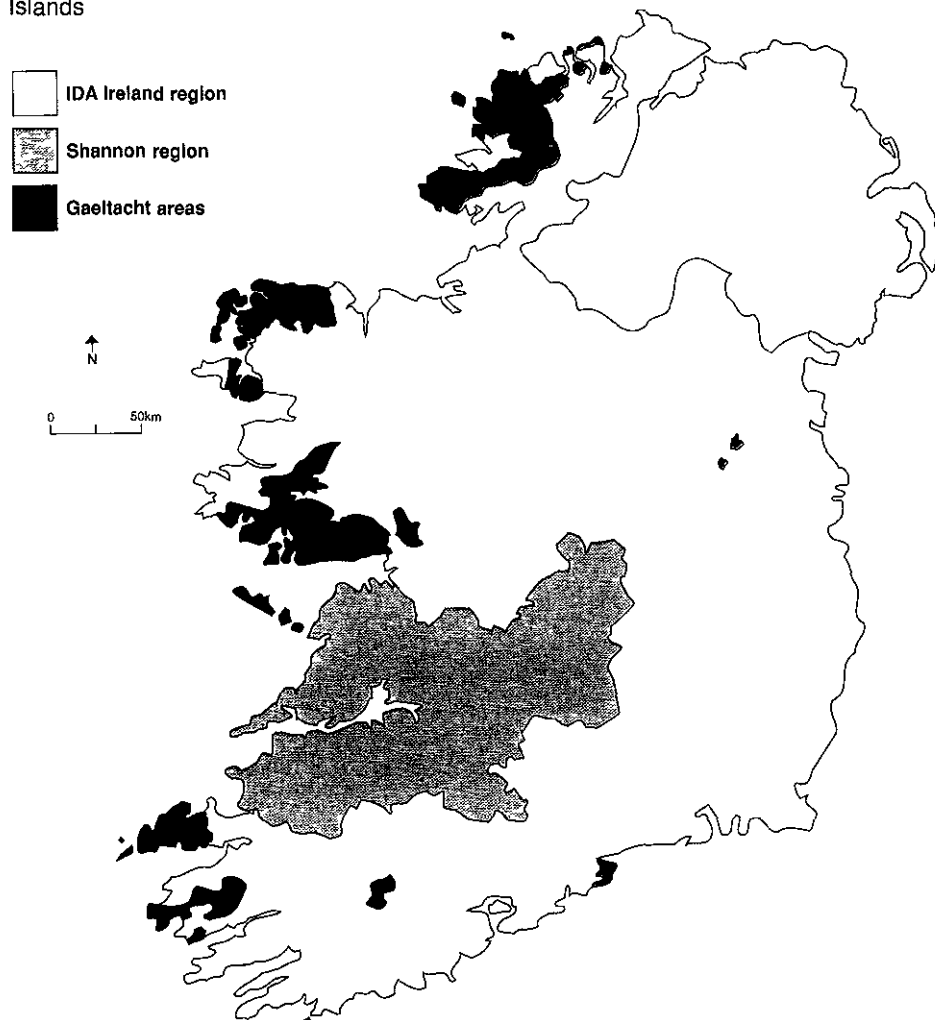 Islands
IDA Ireland region
Shannon region
Gaeltacht areas
N
0 50km